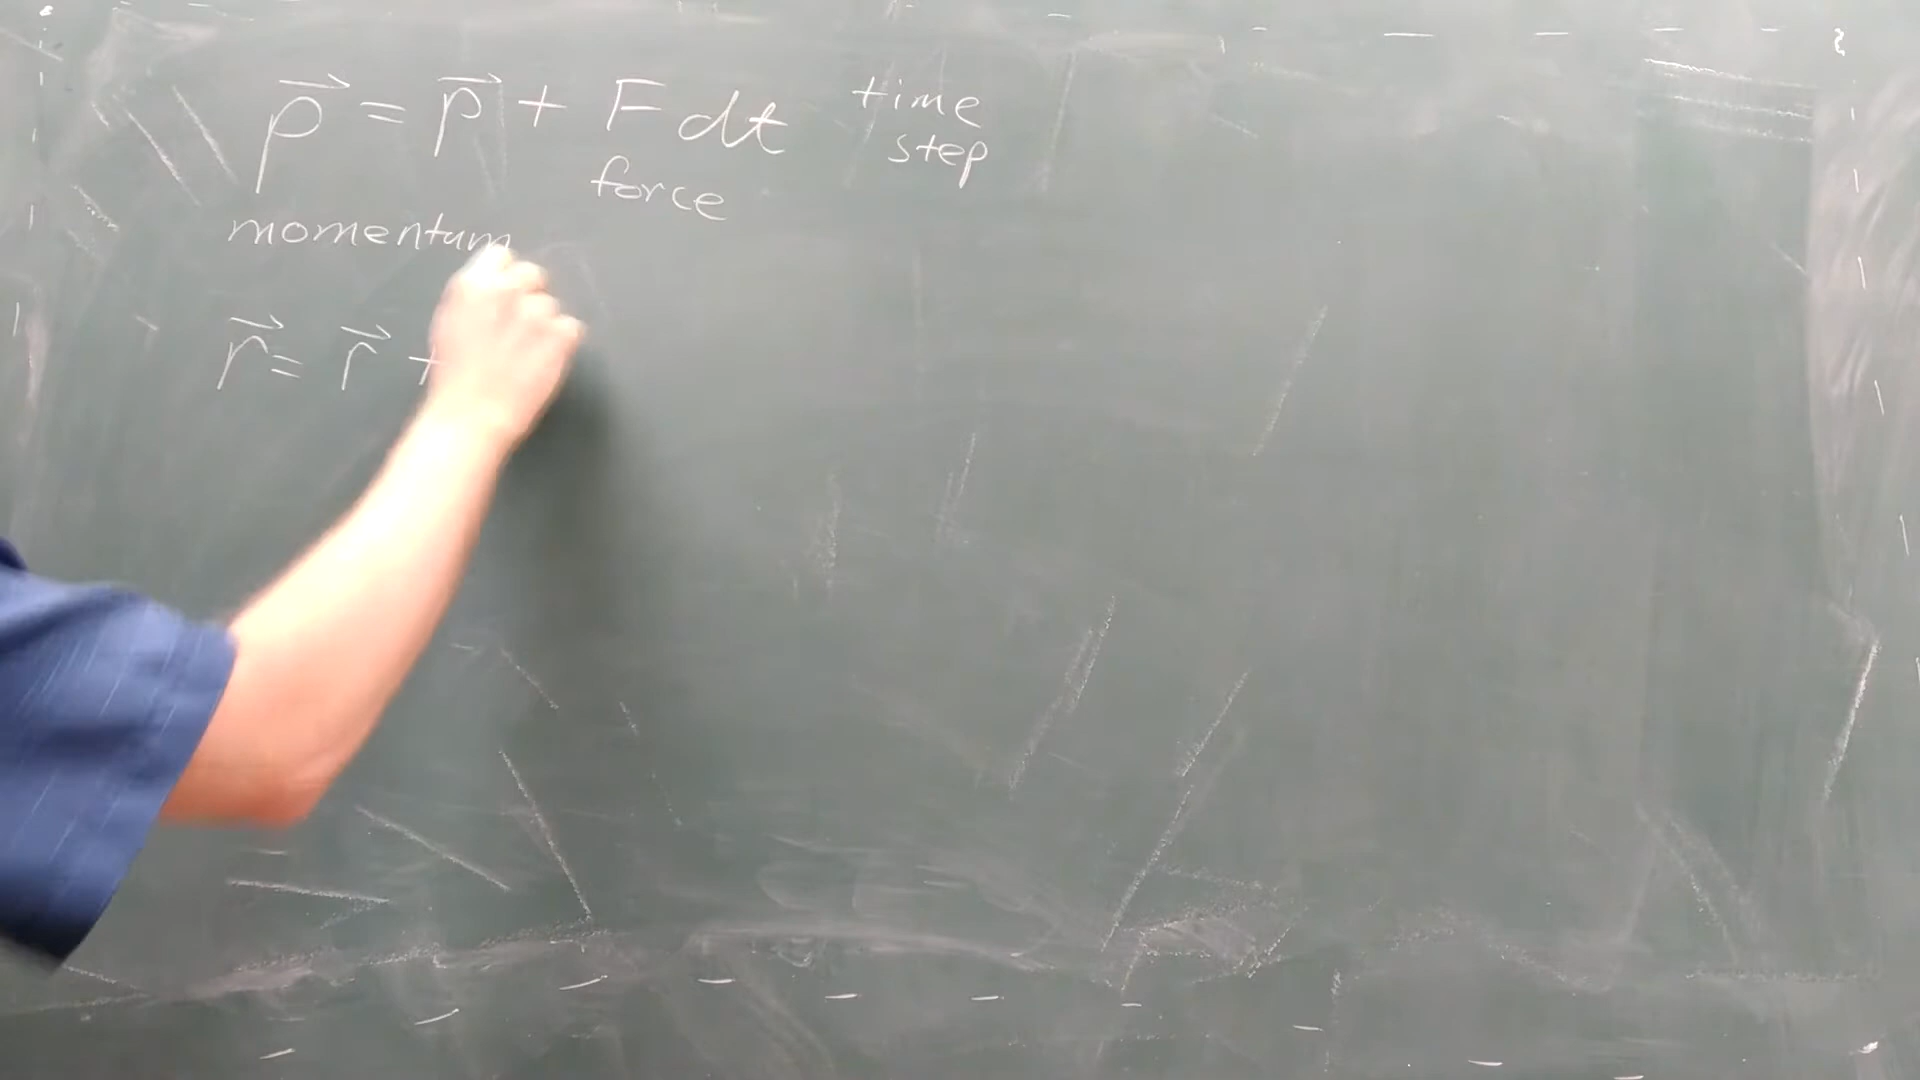 p⃗ = p⃗ + F dt time step
force
momentum
r⃗ = r⃗ +